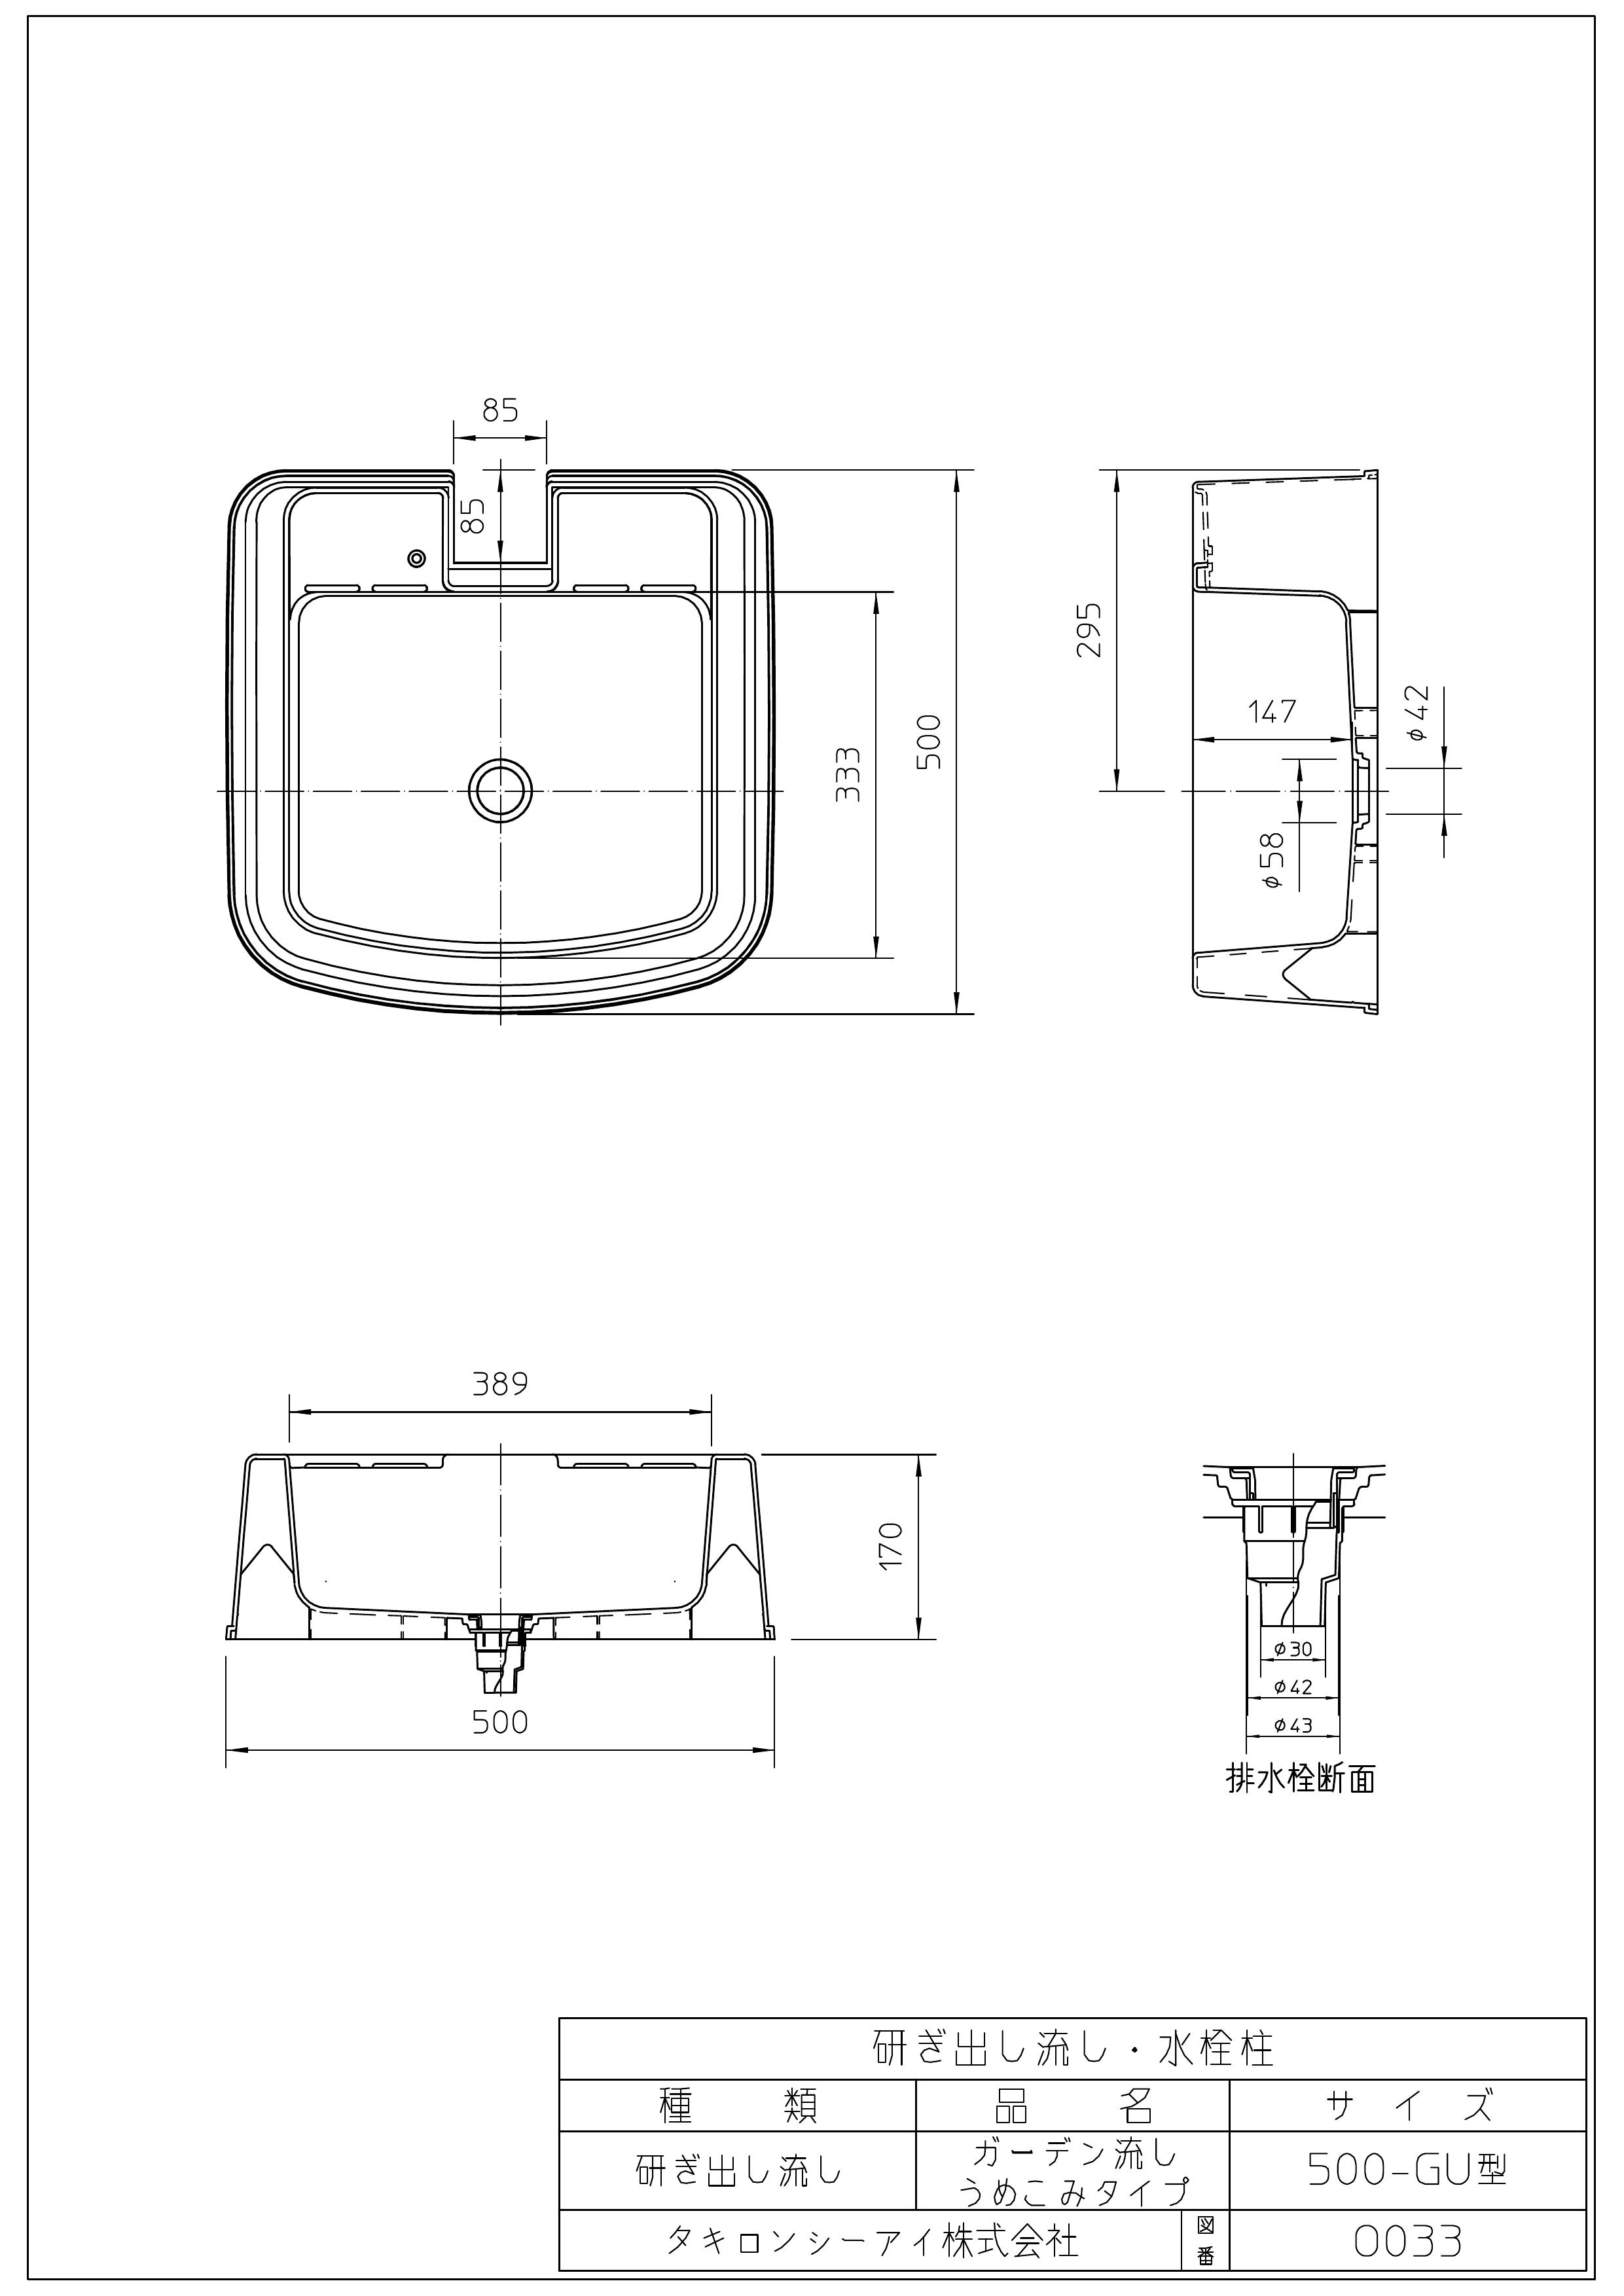 85
85
333
500
295
147
φ58
φ42
389
170
500
φ30
φ42
φ43
排水栓断面
研ぎ出し流し・水栓柱
種 類 品 名 サ イ ズ
研ぎ出し流し ガーデン流し うめこみタイプ 500-GU型
タキロンシーアイ株式会社 図番 0033